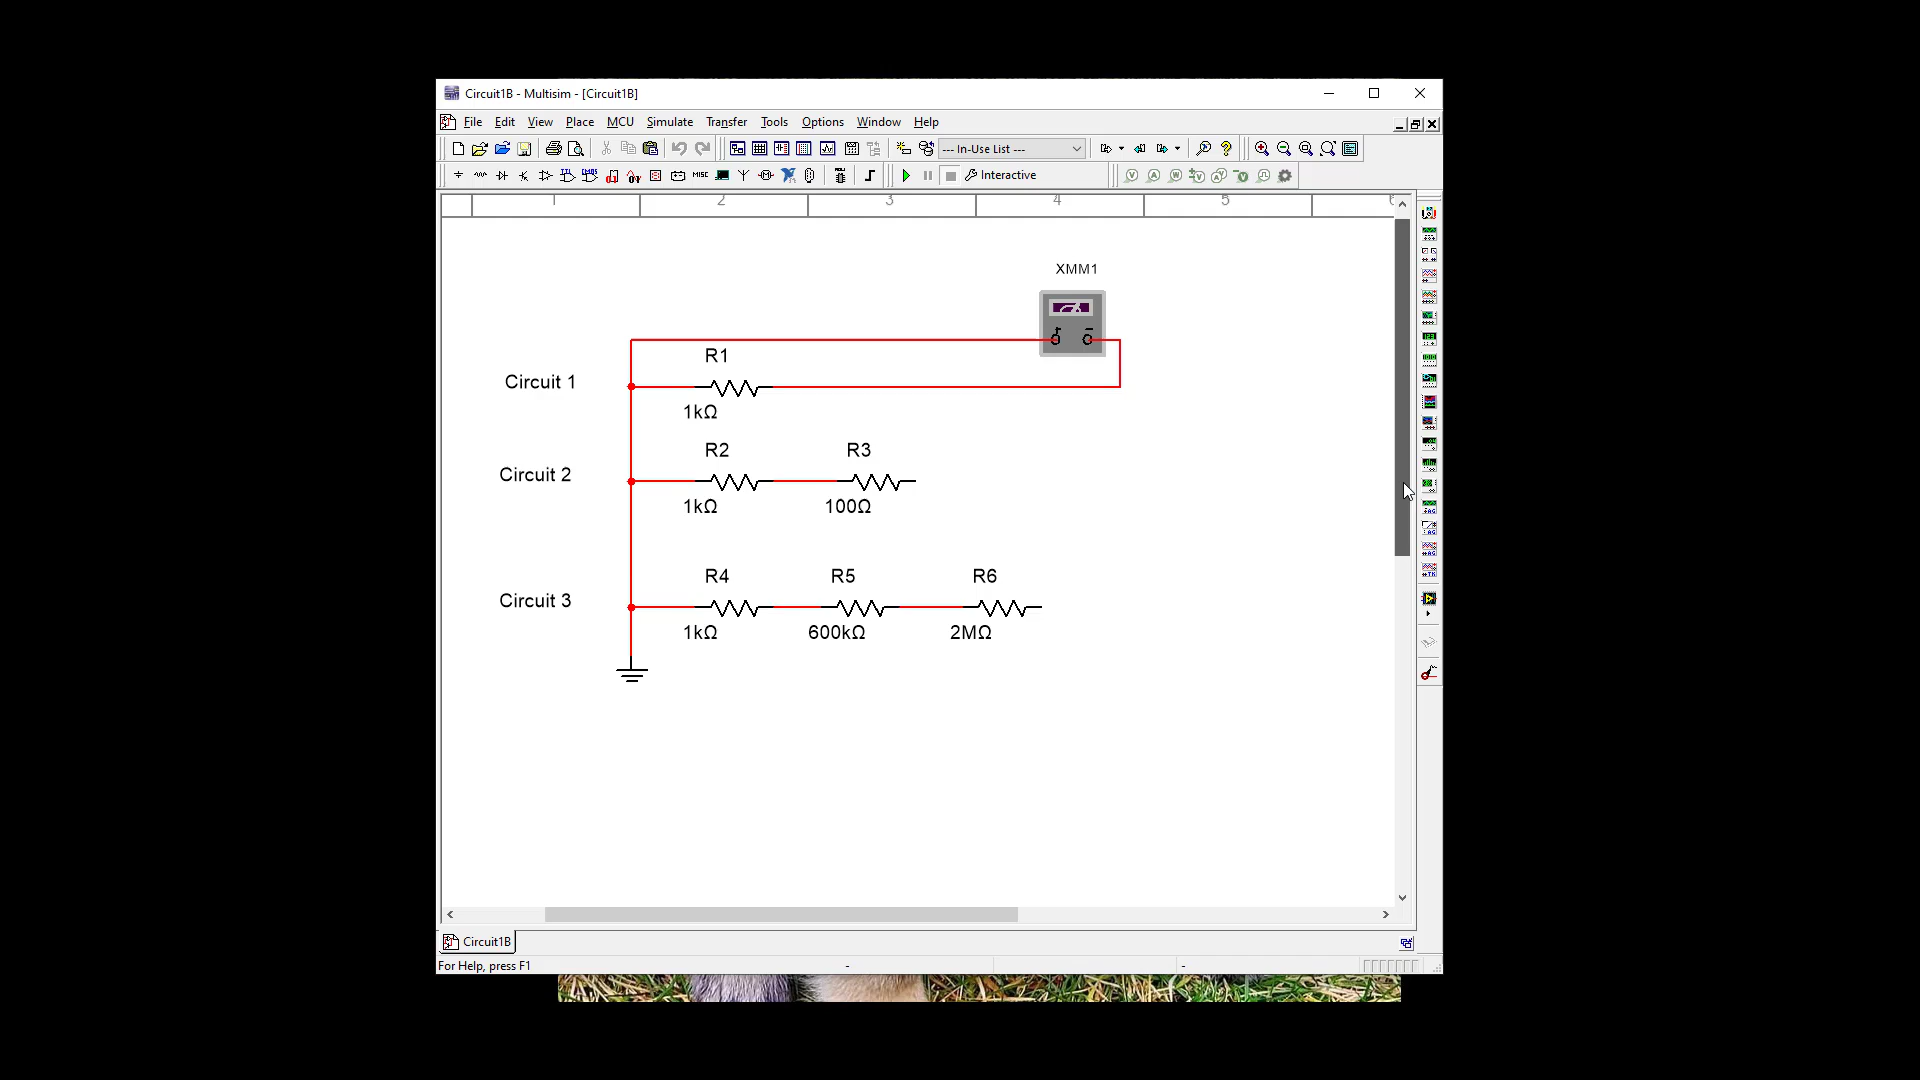 Circuit1B - Multisim - [Circuit1B]
File Edit View Place MCU Simulate Transfer Tools Options Window Help
--- In-Use List ---
Interactive
1 2 3 4 5 6
XMM1
R1
Circuit 1
1kΩ
R2 R3
Circuit 2
1kΩ 100Ω
R4 R5 R6
Circuit 3
1kΩ 600kΩ 2MΩ
Circuit1B
For Help, press F1 - -